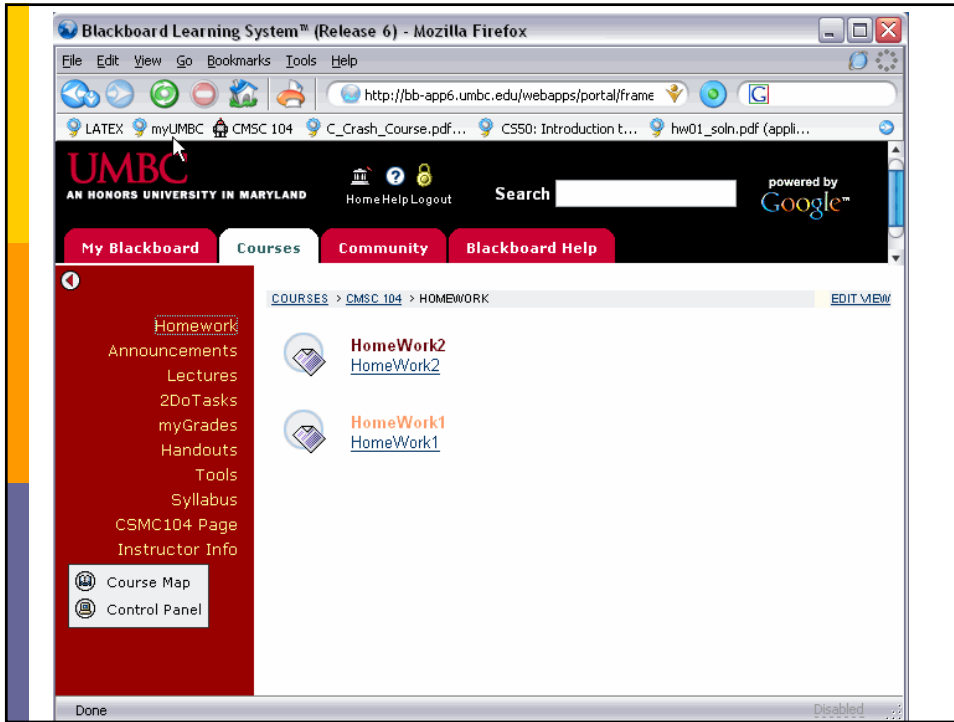 Blackboard Learning System™ (Release 6) - Mozilla Firefox
File Edit View Go Bookmarks Tools Help
http://bb-app6.umbc.edu/webapps/portal/frame G
LATEX myUMBC CMSC 104 C_Crash_Course.pdf... CS50: Introduction t... hw01_soln.pdf (appli...
UMBC
AN HONORS UNIVERSITY IN MARYLAND
Home Help Logout
Search
powered by
Google™
My Blackboard Courses Community Blackboard Help
COURSES > CMSC 104 > HOMEWORK EDIT VIEW
Homework
Announcements
Lectures
2DoTasks
myGrades
Handouts
Tools
Syllabus
CSMC104 Page
Instructor Info
Course Map
Control Panel
HomeWork2
HomeWork2
HomeWork1
HomeWork1
Done Disabled